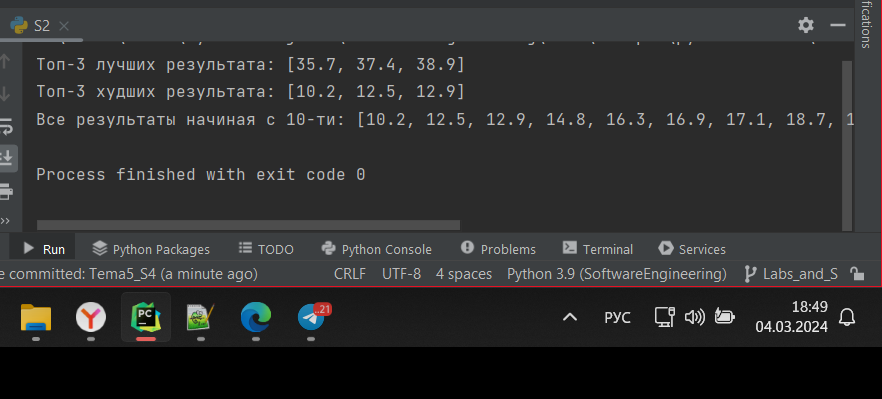 S2
fications
Топ-3 лучших результата: [35.7, 37.4, 38.9]
Топ-3 худших результата: [10.2, 12.5, 12.9]
Все результаты начиная с 10-ти: [10.2, 12.5, 12.9, 14.8, 16.3, 16.9, 17.1, 18.7, 1
Process finished with exit code 0
Run Python Packages TODO Python Console Problems Terminal Services
e committed: Tema5_S4 (a minute ago) CRLF UTF-8 4 spaces Python 3.9 (SoftwareEngineering) Labs_and_S
PC ..21 РУС 18:49
04.03.2024